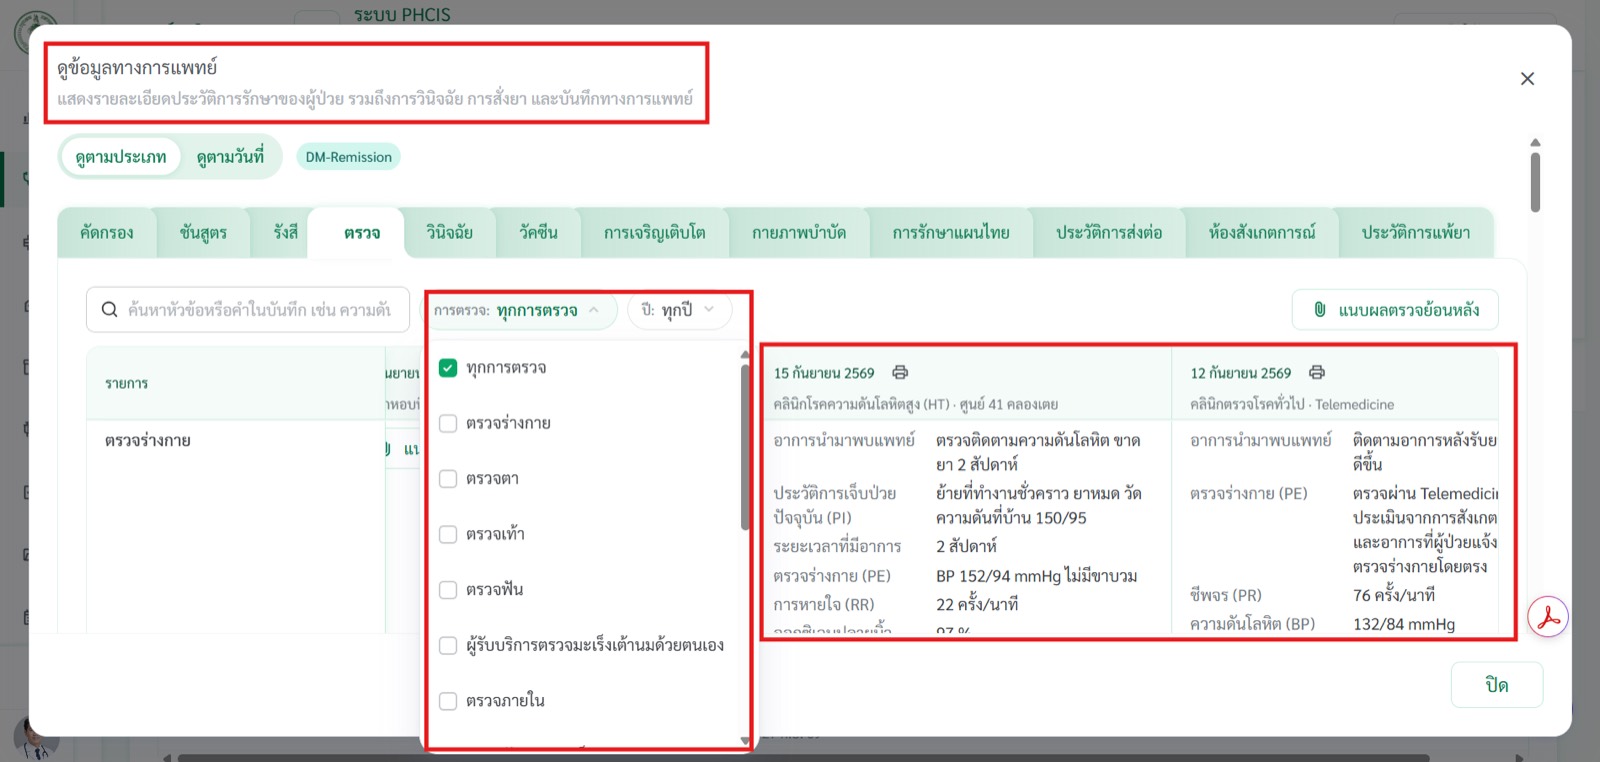 ระบบ PHCIS
ดูข้อมูลทางการแพทย์
แสดงรายละเอียดประวัติการรักษาของผู้ป่วย รวมถึงการวินิจฉัย การสั่งยา และบันทึกทางการแพทย์
ดูตามประเภท ดูตามวันที่ DM-Remission
คัดกรอง ชันสูตร รังสี ตรวจ วินิจฉัย วัคซีน การเจริญเติบโต กายภาพบำบัด การรักษาแผนไทย ประวัติการส่งต่อ ห้องสังเกตการณ์ ประวัติการแพ้ยา
ค้นหาหัวข้อหรือคำในบันทึก เช่น ความดัน
การตรวจ: ทุกการตรวจ ปี: ทุกปี
แนบผลตรวจย้อนหลัง
รายการ
ตรวจร่างกาย
ทุกการตรวจ
ตรวจร่างกาย
ตรวจตา
ตรวจเท้า
ตรวจฟัน
ผู้รับบริการตรวจมะเร็งเต้านมด้วยตนเอง
ตรวจภายใน
15 กันยายน 2569
คลินิกโรคความดันโลหิตสูง (HT) · ศูนย์ 41 คลองเตย
อาการนำมาพบแพทย์ ตรวจติดตามความดันโลหิต ขาด
ยา 2 สัปดาห์
ประวัติการเจ็บป่วย ย้ายที่ทำงานชั่วคราว ยาหมด วัด
ปัจจุบัน (PI) ความดันที่บ้าน 150/95
ระยะเวลาที่มีอาการ 2 สัปดาห์
ตรวจร่างกาย (PE) BP 152/94 mmHg ไม่มีขาบวม
การหายใจ (RR) 22 ครั้ง/นาที
97 %
12 กันยายน 2569
คลินิกตรวจโรคทั่วไป · Telemedicine
อาการนำมาพบแพทย์ ติดตามอาการหลังรับย
ดีขึ้น
ตรวจร่างกาย (PE) ตรวจผ่าน Telemedici
ประเมินจากการสังเกต
และอาการที่ผู้ป่วยแจ้ง
ตรวจร่างกายโดยตรง
ชีพจร (PR) 76 ครั้ง/นาที
ความดันโลหิต (BP) 132/84 mmHg
ปิด